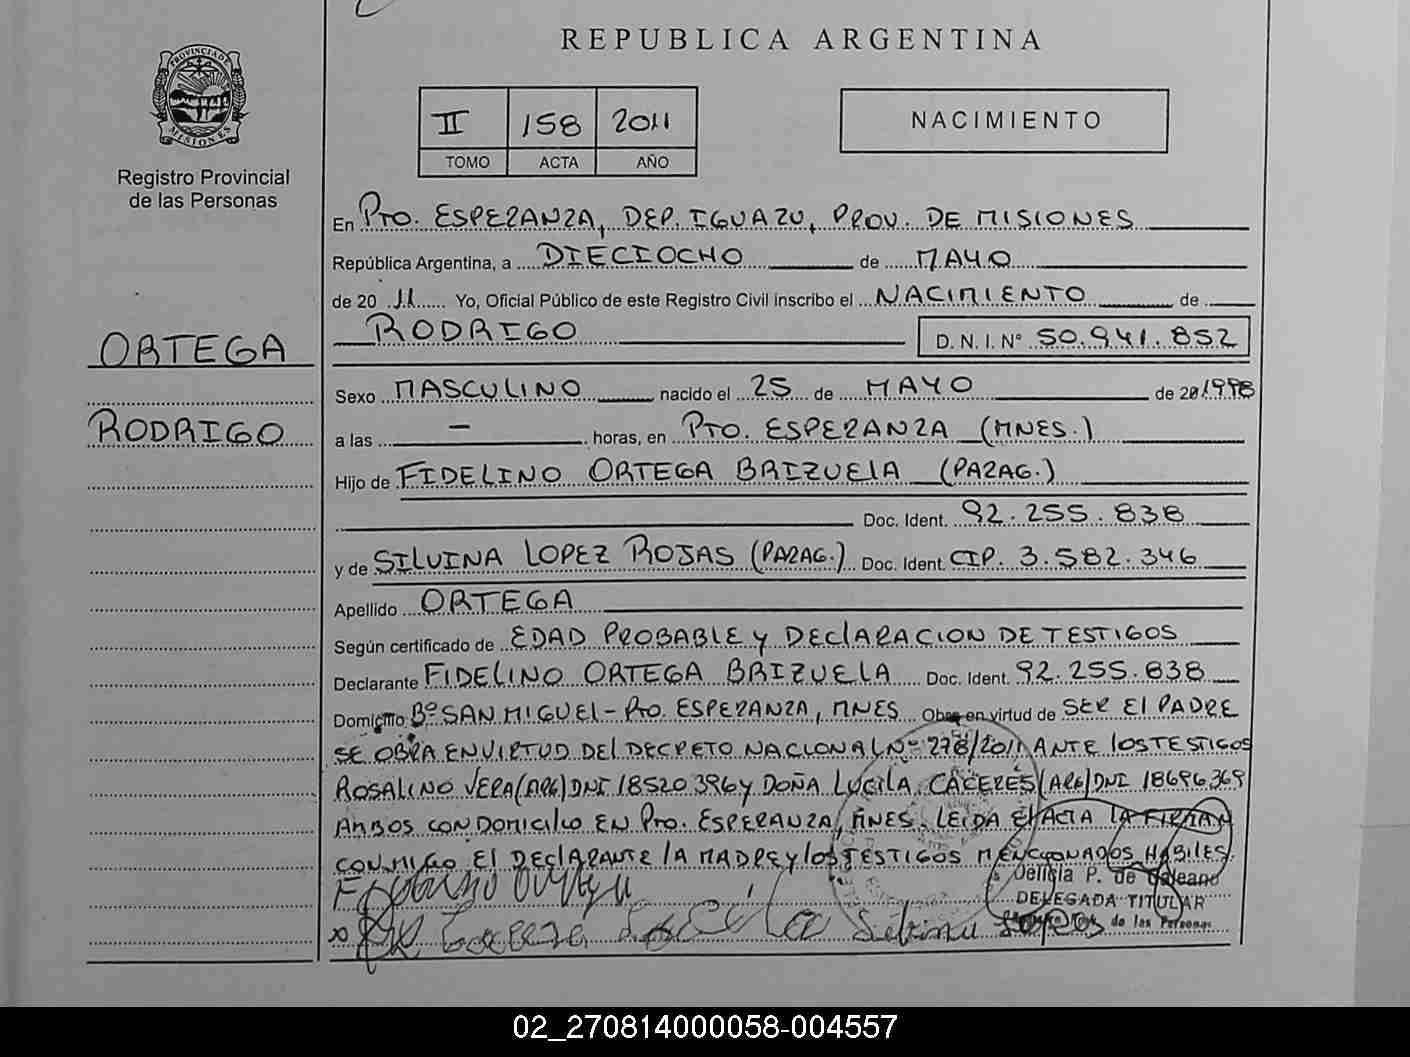 REPUBLICA ARGENTINA
PROVINCIA DE MISIONES
Registro Provincial
de las Personas
II 158 2011
TOMO ACTA AÑO
NACIMIENTO
En PTO. ESPERANZA, DEP. IGUAZU, PROV. DE MISIONES
República Argentina, a DIECIOCHO de MAYO
de 20 11 Yo, Oficial Público de este Registro Civil inscribo el NACIMIENTO de
RODRIGO D. N. I. N° 50.941.852
ORTEGA
RODRIGO
Sexo MASCULINO nacido el 25 de MAYO de 20/1998
a las — horas, en PTO. ESPERANZA (MNES.)
Hijo de FIDELINO ORTEGA BRIZUELA (PARAG.)
Doc. Ident. 92.255.838
y de SILVINA LOPEZ ROJAS (PARAG.) Doc. Ident. CIP. 3.582.346
Apellido ORTEGA
Según certificado de EDAD PROBABLE y DEClARACION DE TESTIGOS
Declarante FIDELINO ORTEGA BRIZUELA Doc. Ident. 92.255.838
Domicilio B° SAN MIGUEL - PTO. ESPERANZA, MNES Obra en virtud de SER El PADRE
SE OBRA EN VIRTUD DEl DECRETO NACIONAL N° 278/2011 ANTE lOS TESTIGOS
ROSALINO VERA (ARG) DNI 18520396 y DOÑA LUCILA CACERES (ARG) DNI 18696369
AMBOS CON DOMICILIO EN PTO. ESPERANZA, MNES. LEIDA El ACTA LA FIRMAN
CONMIGO El DEClARANTE lA MADRE y lOS TESTIGOS MENCIONADOS HABILES.
Delicia P. de Galeano
DELEGADA TITULAR
de las Personas
02_270814000058-004557